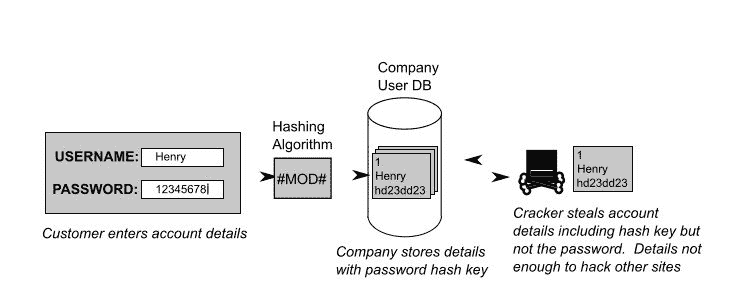 USERNAME: Henry
PASSWORD: 12345678
Customer enters account details
Hashing
Algorithm
#MOD#
Company
User DB
1
Henry
hd23dd23
Company stores details
with password hash key
1
Henry
hd23dd23
Cracker steals account
details including hash key but
not the password.  Details not
enough to hack other sites